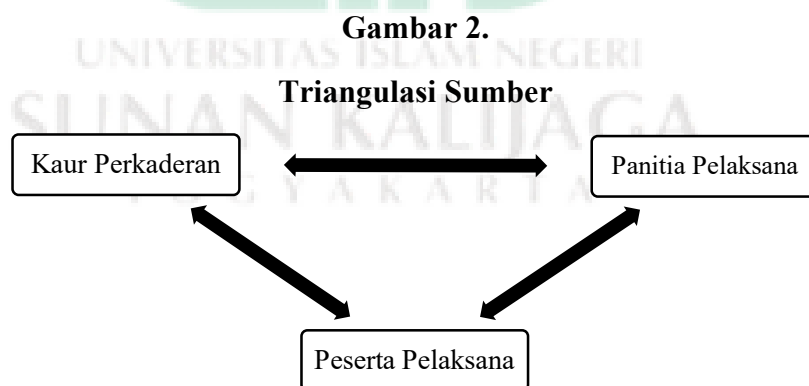 Gambar 2.
UNIVERSITAS ISLAM NEGERI
Triangulasi Sumber
SUNAN KALIJAGA
Kaur Perkaderan
Panitia Pelaksana
YOGYAKARTA
Peserta Pelaksana